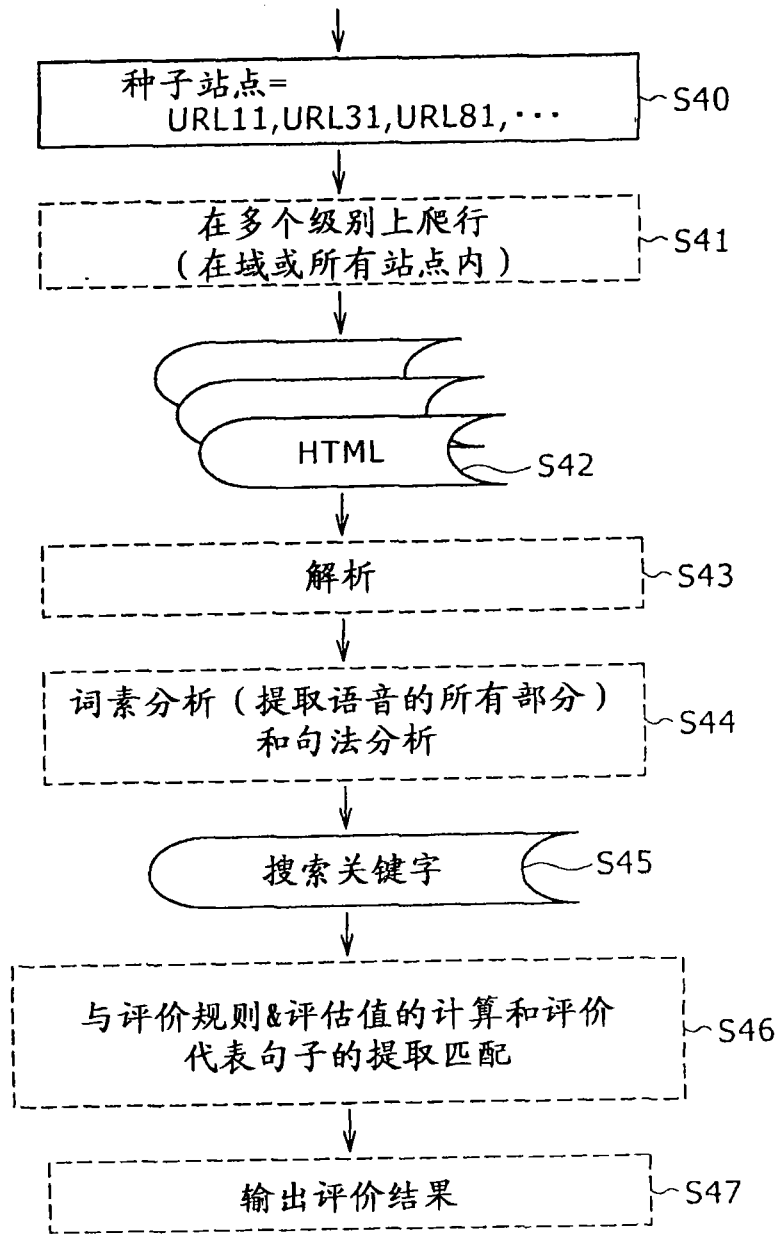 种子站点=
URL11,URL31,URL81,···
S40
在多个级别上爬行
(在域或所有站点内)
S41
HTML
S42
解析
S43
词素分析(提取语音的所有部分)
和句法分析
S44
搜索关键字
S45
与评价规则&评估值的计算和评价
代表句子的提取匹配
S46
输出评价结果
S47